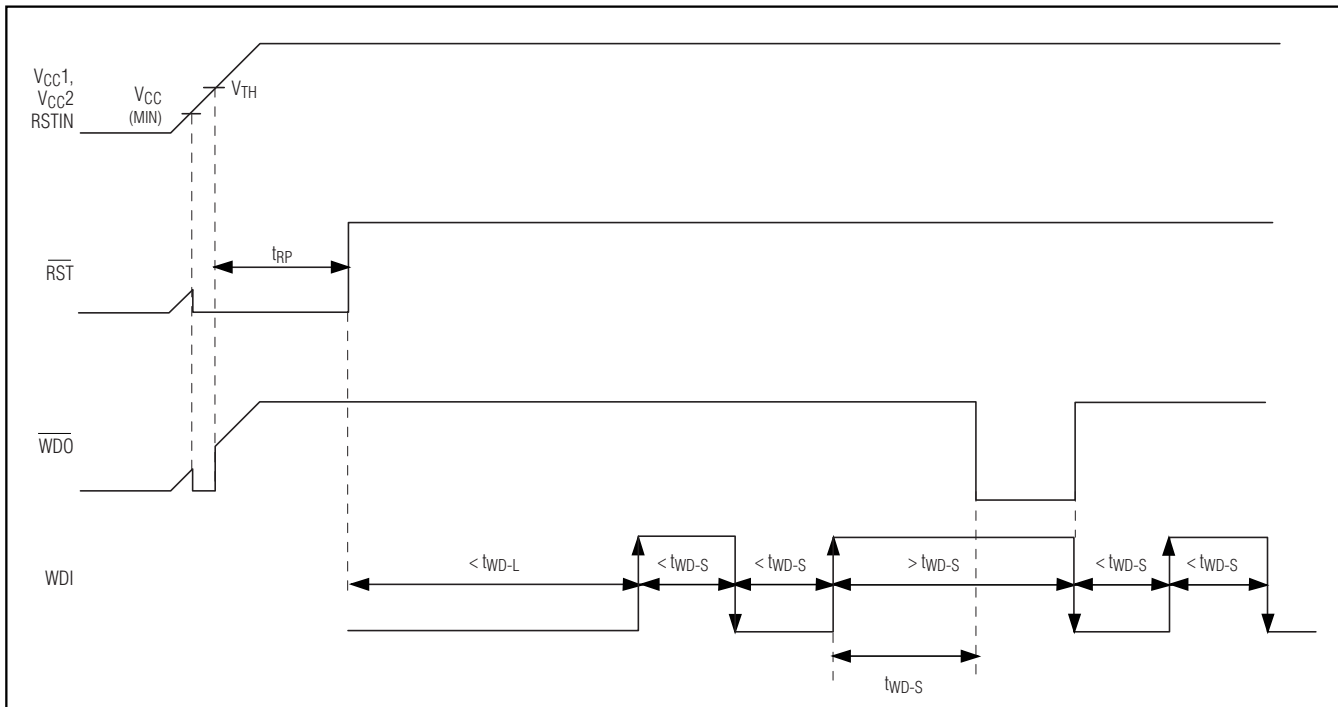 VCC1,
VCC2
RSTIN
VCC
(MIN)
VTH
RST
tRP
WDO
WDI
< tWD-L
< tWD-S
< tWD-S
> tWD-S
< tWD-S
< tWD-S
tWD-S